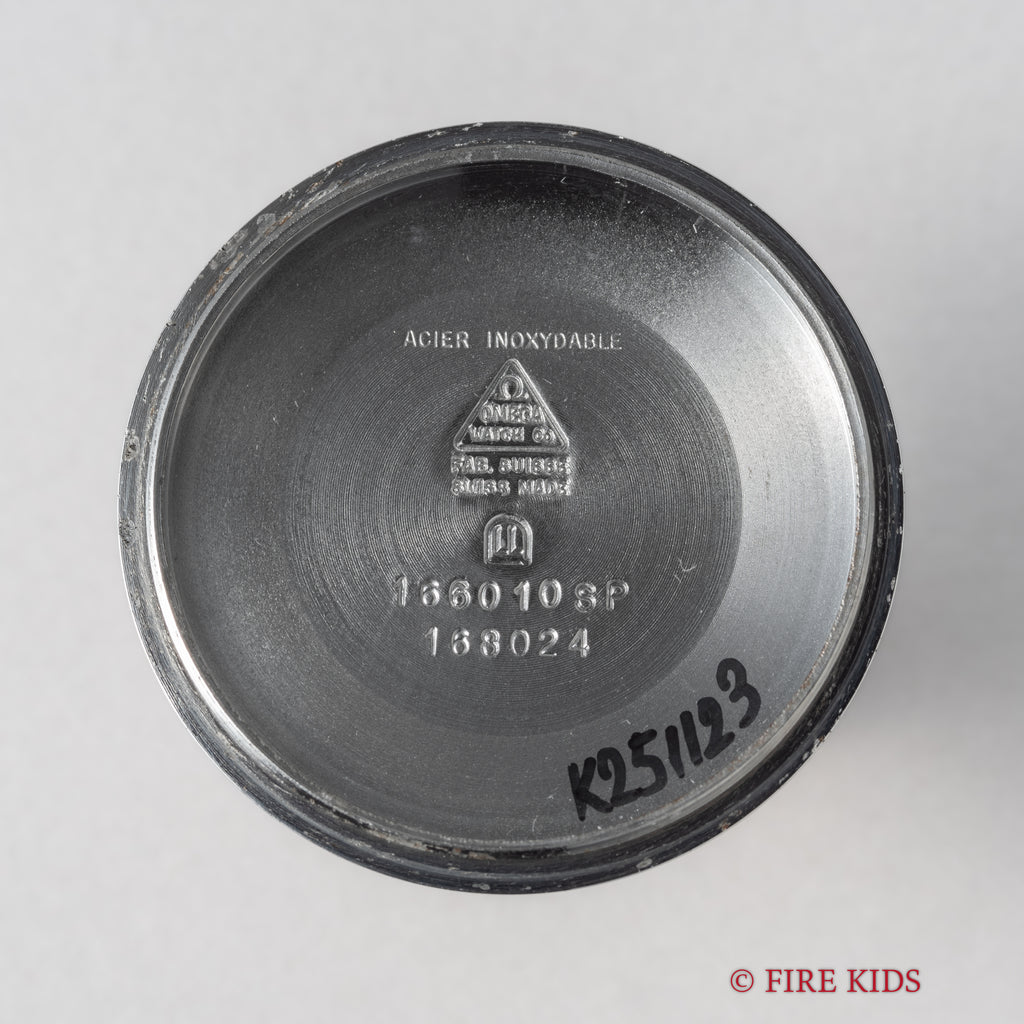 ACIER INOXYDABLE
Ω
OMEGA
WATCH Co
FAB. SUISSE
SWISS MADE
166010SP
168024
K251123
© FIRE KIDS